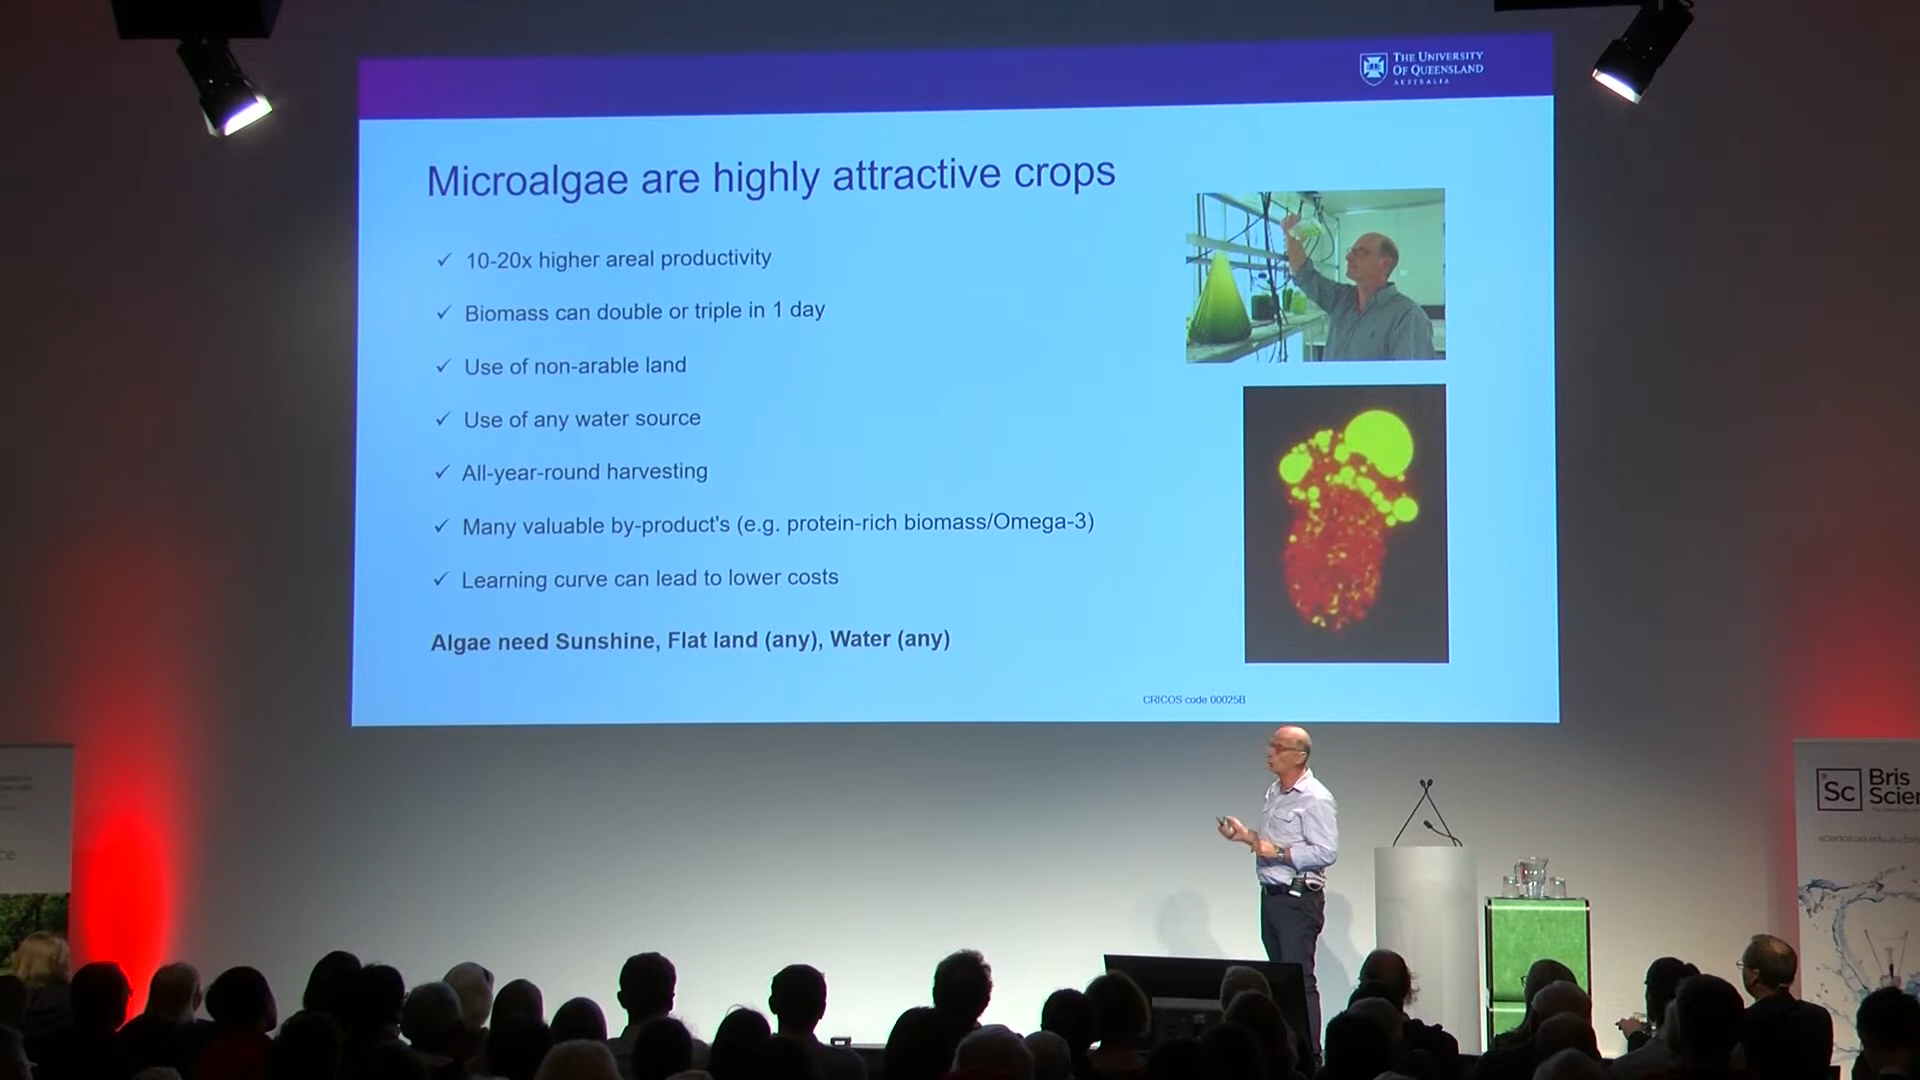 THE UNIVERSITY
OF QUEENSLAND
AUSTRALIA
Microalgae are highly attractive crops
✓ 10-20x higher areal productivity
✓ Biomass can double or triple in 1 day
✓ Use of non-arable land
✓ Use of any water source
✓ All-year-round harvesting
✓ Many valuable by-product's (e.g. protein-rich biomass/Omega-3)
✓ Learning curve can lead to lower costs
Algae need Sunshine, Flat land (any), Water (any)
CRICOS code 00025B
Sc
Bris
Scien
ce